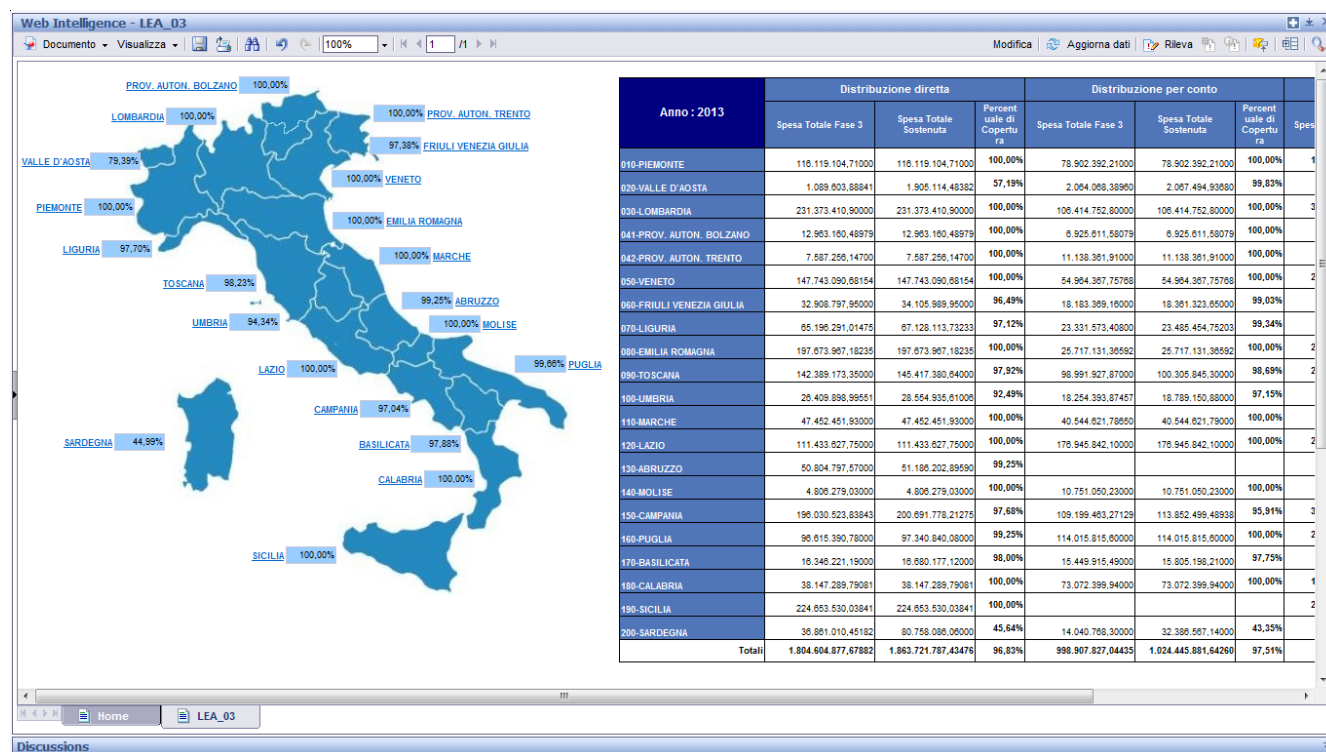 Web Intelligence - LEA_03
Documento Visualizza 100% 1 /1 Modifica Aggiorna dati Rileva
PROV. AUTON. BOLZANO 100,00%
LOMBARDIA 100,00%
100,00% PROV. AUTON. TRENTO
97,38% FRIULI VENEZIA GIULIA
VALLE D'AOSTA 79,39%
100,00% VENETO
PIEMONTE 100,00%
100,00% EMILIA ROMAGNA
LIGURIA 97,70%
100,00% MARCHE
TOSCANA 98,23%
99,25% ABRUZZO
UMBRIA 94,34%
100,00% MOLISE
LAZIO 100,00%
99,66% PUGLIA
CAMPANIA 97,04%
SARDEGNA 44,99%
BASILICATA 97,88%
CALABRIA 100,00%
SICILIA 100,00%
Anno : 2013
Distribuzione diretta Distribuzione per conto
Spesa Totale Fase 3 Spesa Totale Sostenuta Percent uale di Copertu ra Spesa Totale Fase 3 Spesa Totale Sostenuta Percent uale di Copertu ra Spes
010-PIEMONTE 116.119.104,71000 116.119.104,71000 100,00% 78.902.392,21000 78.902.392,21000 100,00% 1
020-VALLE D'AOSTA 1.089.603,88841 1.905.114,48382 57,19% 2.064.068,38960 2.067.494,93680 99,83%
030-LOMBARDIA 231.373.410,90000 231.373.410,90000 100,00% 106.414.752,80000 106.414.752,80000 100,00% 3
041-PROV. AUTON. BOLZANO 12.963.160,48979 12.963.160,48979 100,00% 6.925.611,58079 6.925.611,58079 100,00%
042-PROV. AUTON. TRENTO 7.587.256,14700 7.587.256,14700 100,00% 11.138.361,91000 11.138.361,91000 100,00%
050-VENETO 147.743.090,68154 147.743.090,68154 100,00% 54.964.367,75768 54.964.367,75768 100,00% 2
060-FRIULI VENEZIA GIULIA 32.908.797,95000 34.105.989,95000 96,49% 18.183.369,16000 18.361.323,65000 99,03%
070-LIGURIA 65.196.291,01475 67.128.113,73233 97,12% 23.331.573,40800 23.485.454,75203 99,34%
080-EMILIA ROMAGNA 197.673.967,18235 197.673.967,18235 100,00% 25.717.131,36592 25.717.131,36592 100,00% 2
090-TOSCANA 142.389.173,35000 145.417.380,64000 97,92% 98.991.927,87000 100.305.845,30000 98,69% 2
100-UMBRIA 26.409.898,99551 28.554.935,61006 92,49% 18.254.393,87457 18.789.150,88000 97,15%
110-MARCHE 47.452.451,93000 47.452.451,93000 100,00% 40.544.621,78650 40.544.621,79000 100,00%
120-LAZIO 111.433.627,75000 111.433.627,75000 100,00% 176.945.842,10000 176.945.842,10000 100,00% 2
130-ABRUZZO 50.804.797,57000 51.186.202,89590 99,25%
140-MOLISE 4.806.279,03000 4.806.279,03000 100,00% 10.751.050,23000 10.751.050,23000 100,00%
150-CAMPANIA 196.030.523,83843 200.691.778,21275 97,68% 109.199.463,27129 113.852.499,48938 95,91% 3
160-PUGLIA 96.615.390,78000 97.340.840,08000 99,25% 114.015.815,60000 114.015.815,60000 100,00% 2
170-BASILICATA 16.346.221,19000 16.680.177,12000 98,00% 15.449.915,49000 15.805.198,21000 97,75%
180-CALABRIA 38.147.289,79081 38.147.289,79081 100,00% 73.072.399,94000 73.072.399,94000 100,00% 1
190-SICILIA 224.653.530,03841 224.653.530,03841 100,00% 2
200-SARDEGNA 36.861.010,45182 80.758.086,06000 45,64% 14.040.768,30000 32.386.567,14000 43,35%
Totali 1.804.604.877,67882 1.863.721.787,43476 96,83% 998.907.827,04435 1.024.445.881,64260 97,51%
Home LEA_03
Discussions